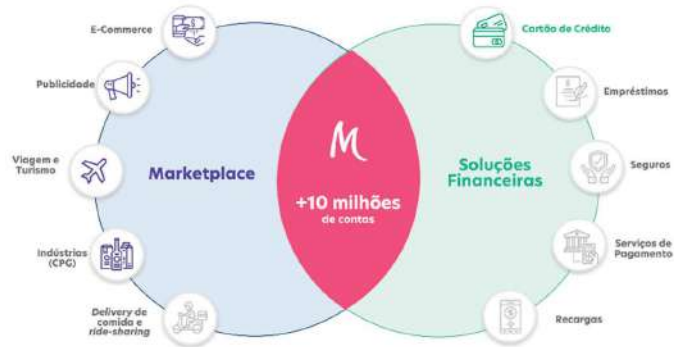 E-Commerce
Publicidade
Viagem e
Turismo
Indústrias
(CPG)
Delivery de
comida e
ride-sharing
Marketplace
M
+10 milhões
de contas
Soluções
Financeiras
Cartão de Crédito
Empréstimos
Seguros
Serviços de
Pagamento
Recargas